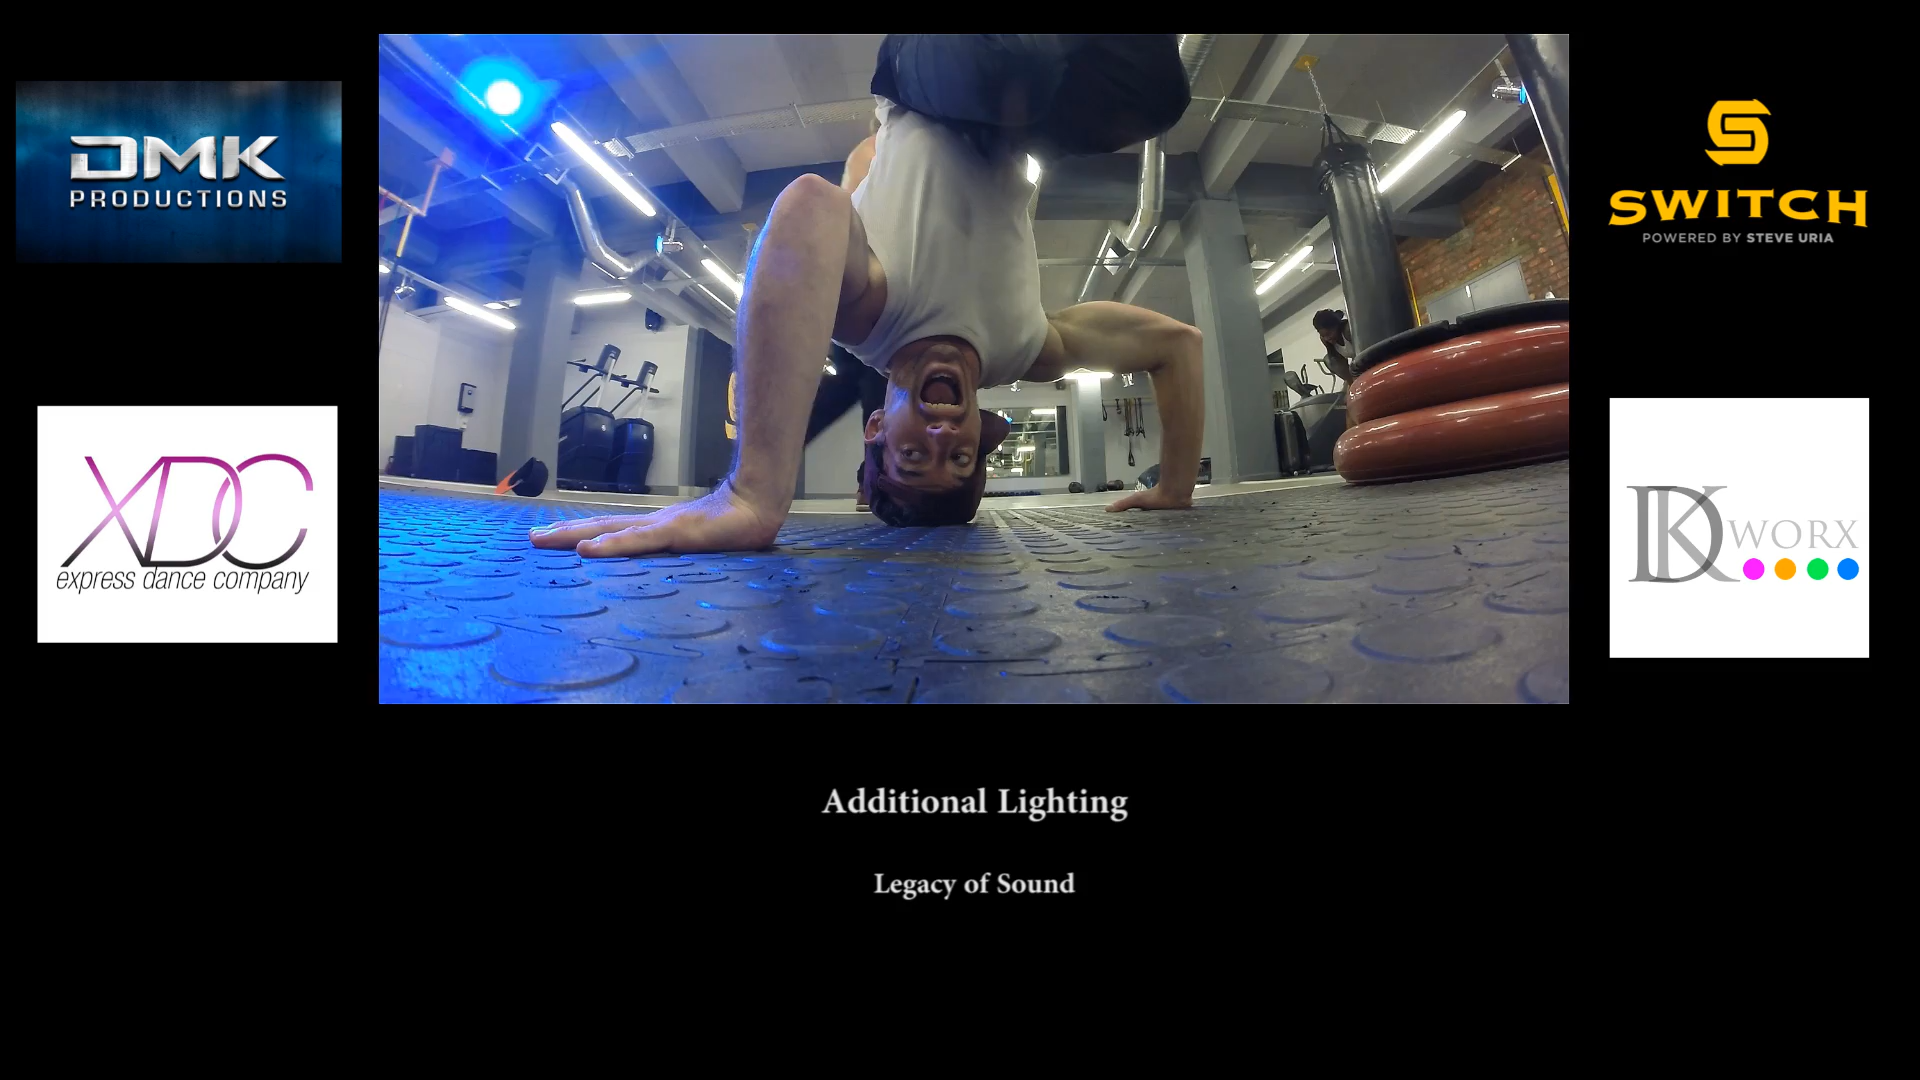 DMK
PRODUCTIONS
S
SWITCH
POWERED BY STEVE URIA
XDC
express dance company
DK WORX
Additional Lighting
Legacy of Sound